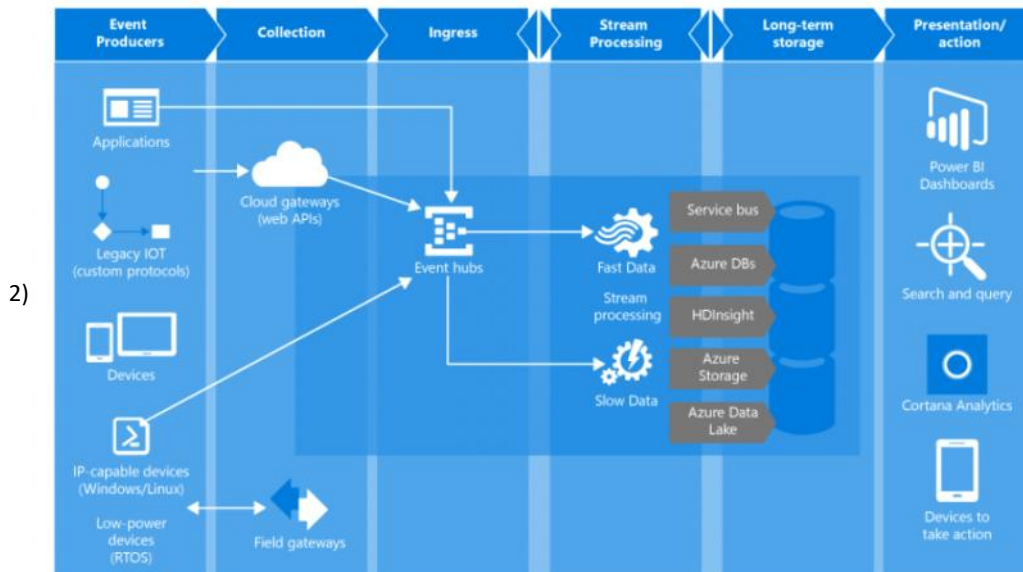 Event
Producers
Collection
Ingress
Stream
Processing
Long-term
storage
Presentation/
action
2)
Applications
Legacy IOT
(custom protocols)
Devices
IP-capable devices
(Windows/Linux)
Low-power
devices
(RTOS)
Cloud gateways
(web APIs)
Field gateways
Event hubs
Fast Data
Stream
processing
Slow Data
Service bus
Azure DBs
HDInsight
Azure
Storage
Azure Data
Lake
Power BI
Dashboards
Search and query
Cortana Analytics
Devices to
take action